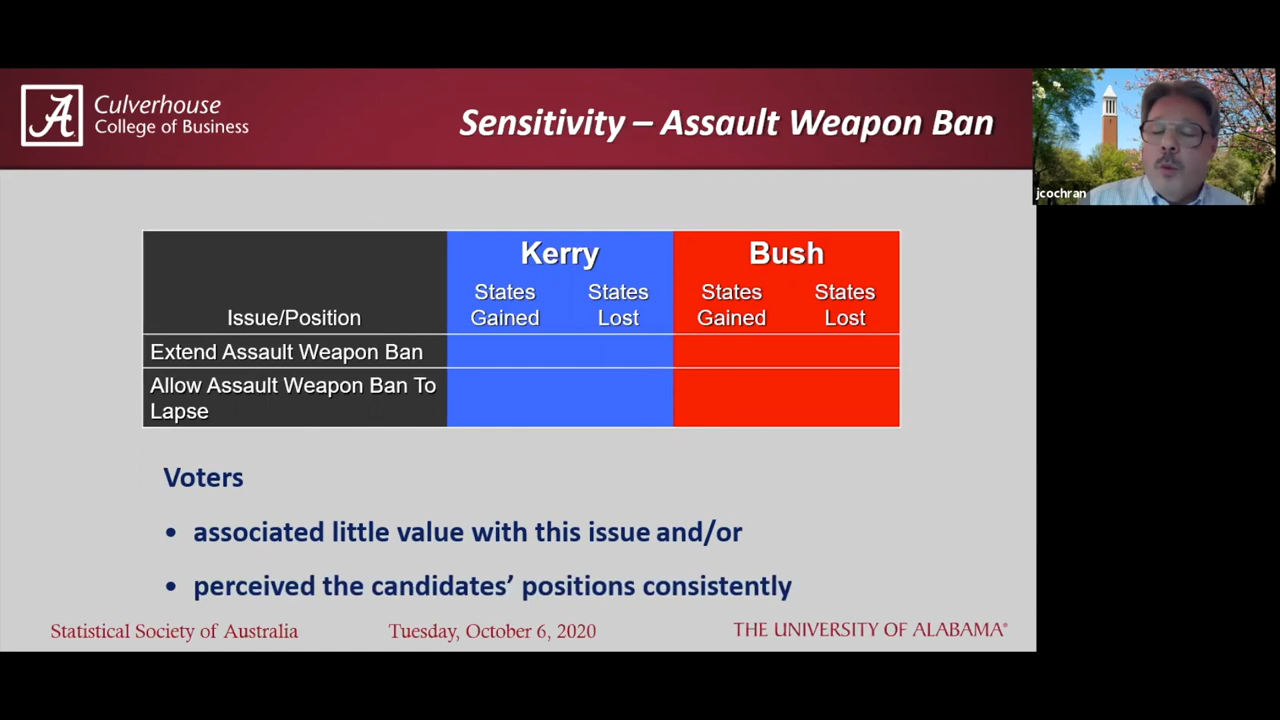 Culverhouse
College of Business
Sensitivity – Assault Weapon Ban
jcochran
Kerry
Bush
Issue/Position
States Gained
States Lost
States Gained
States Lost
Extend Assault Weapon Ban
Allow Assault Weapon Ban To
Lapse
Voters
• associated little value with this issue and/or
• perceived the candidates’ positions consistently
Statistical Society of Australia
Tuesday, October 6, 2020
THE UNIVERSITY OF ALABAMA®